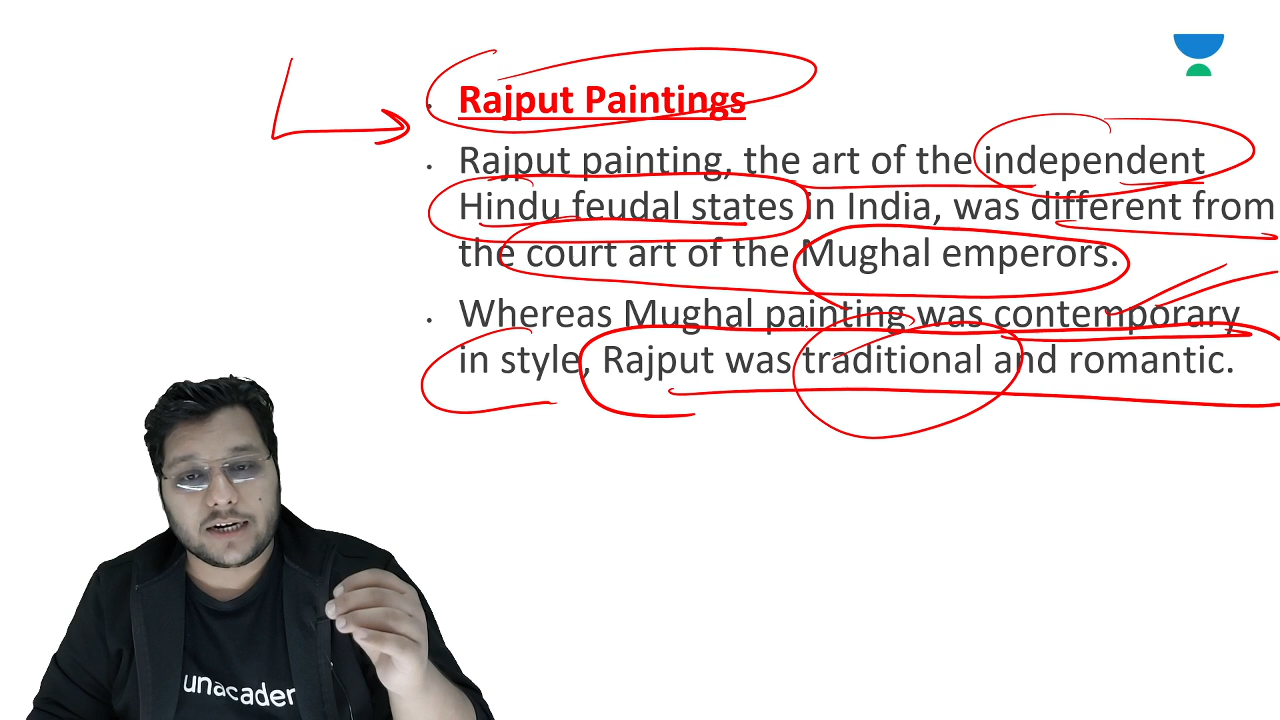 Rajput Paintings
Rajput painting, the art of the independent
Hindu feudal states in India, was different from
the court art of the Mughal emperors.
Whereas Mughal painting was contemporary
in style, Rajput was traditional and romantic.
unacader